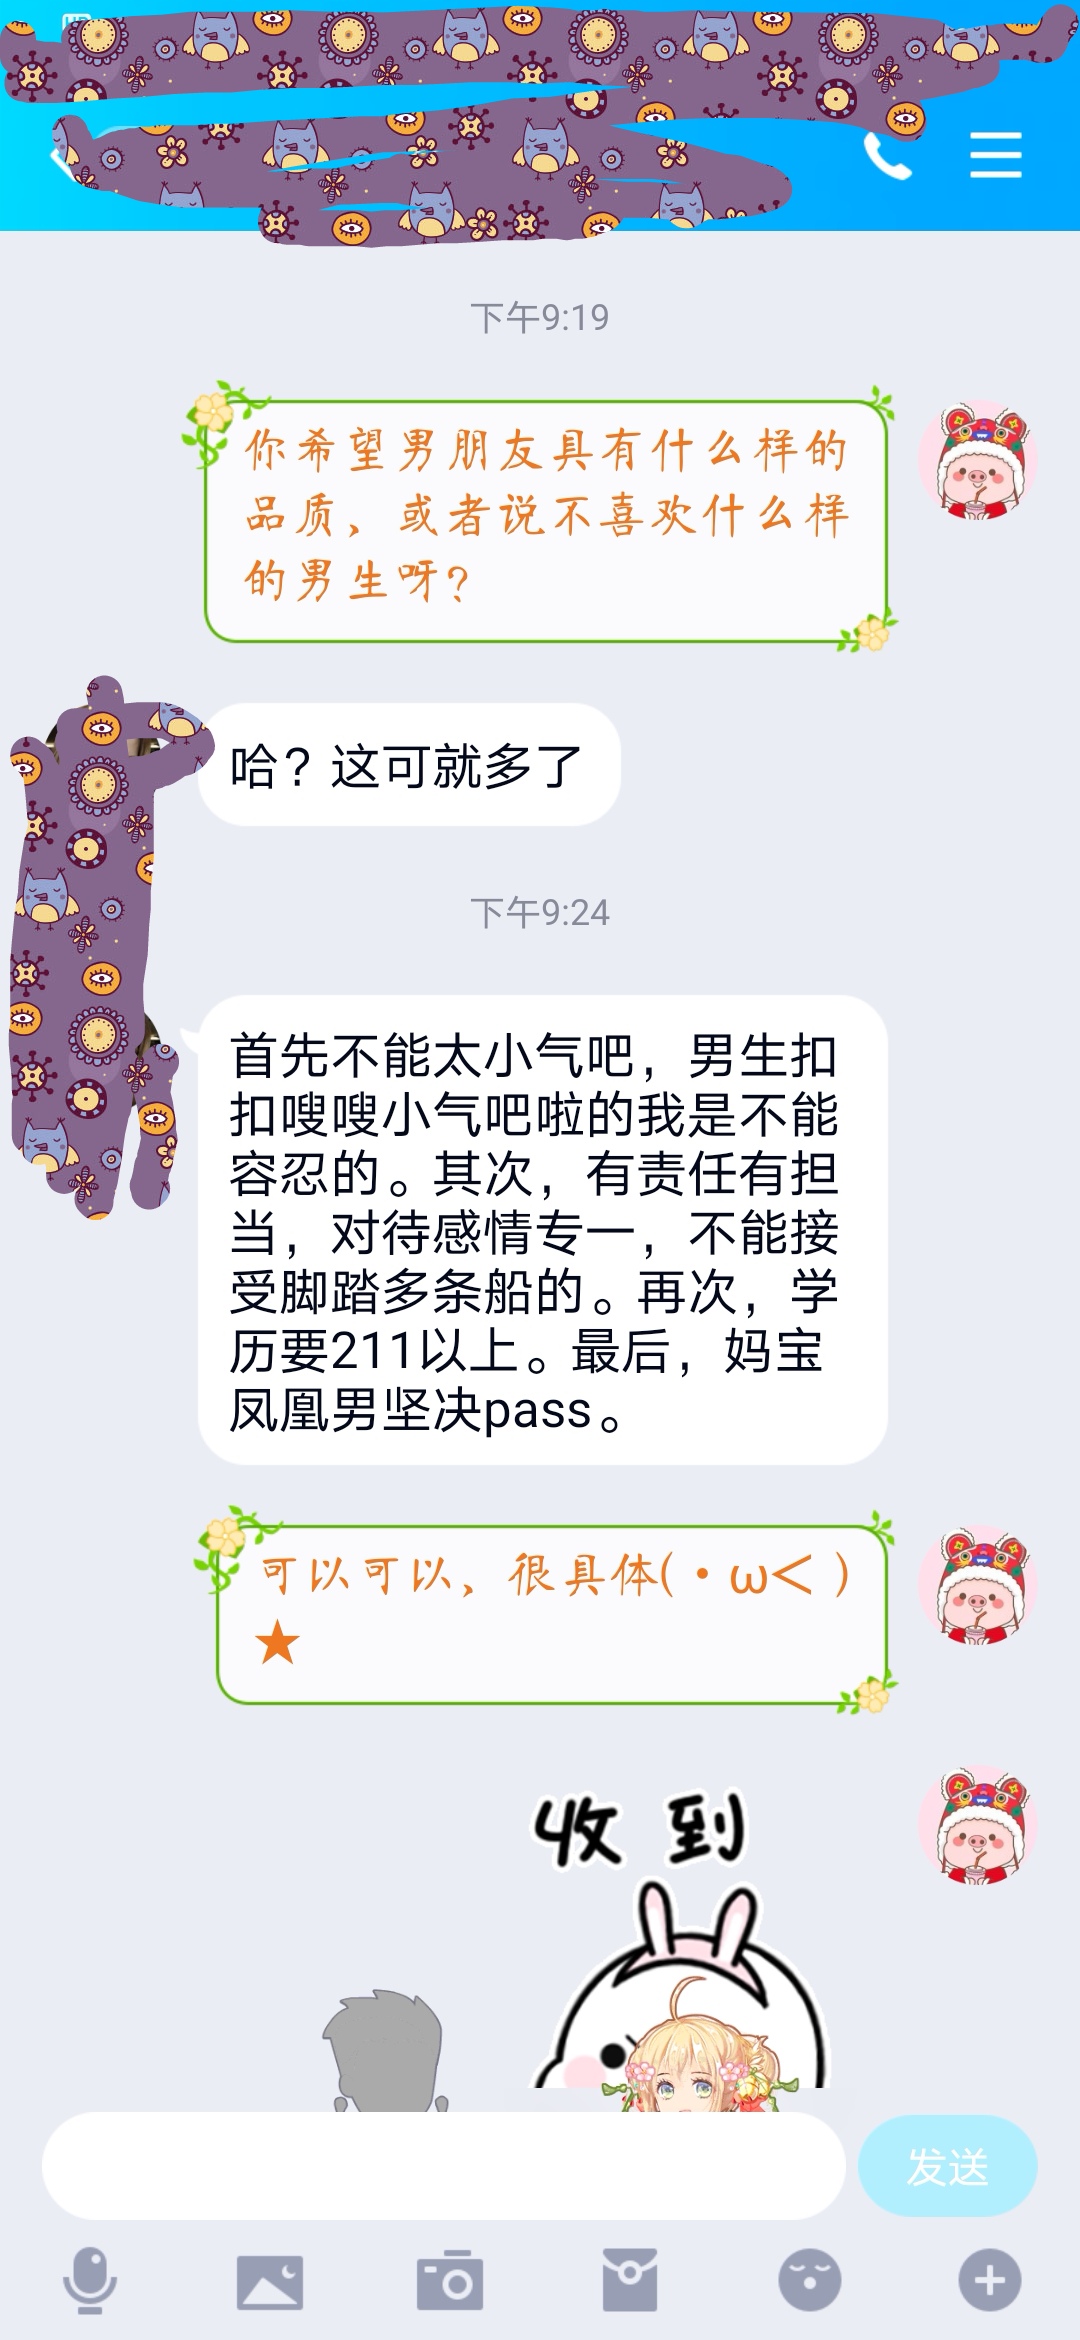 下午9:19
你希望男朋友具有什么样的
品质，或者说不喜欢什么样
的男生呀？
哈？这可就多了
下午9:24
首先不能太小气吧，男生扣
扣嗖嗖小气吧啦的我是不能
容忍的。其次，有责任有担
当，对待感情专一，不能接
受脚踏多条船的。再次，学
历要211以上。最后，妈宝
凤凰男坚决pass。
可以可以，很具体(・ω< )
★
收到
发送